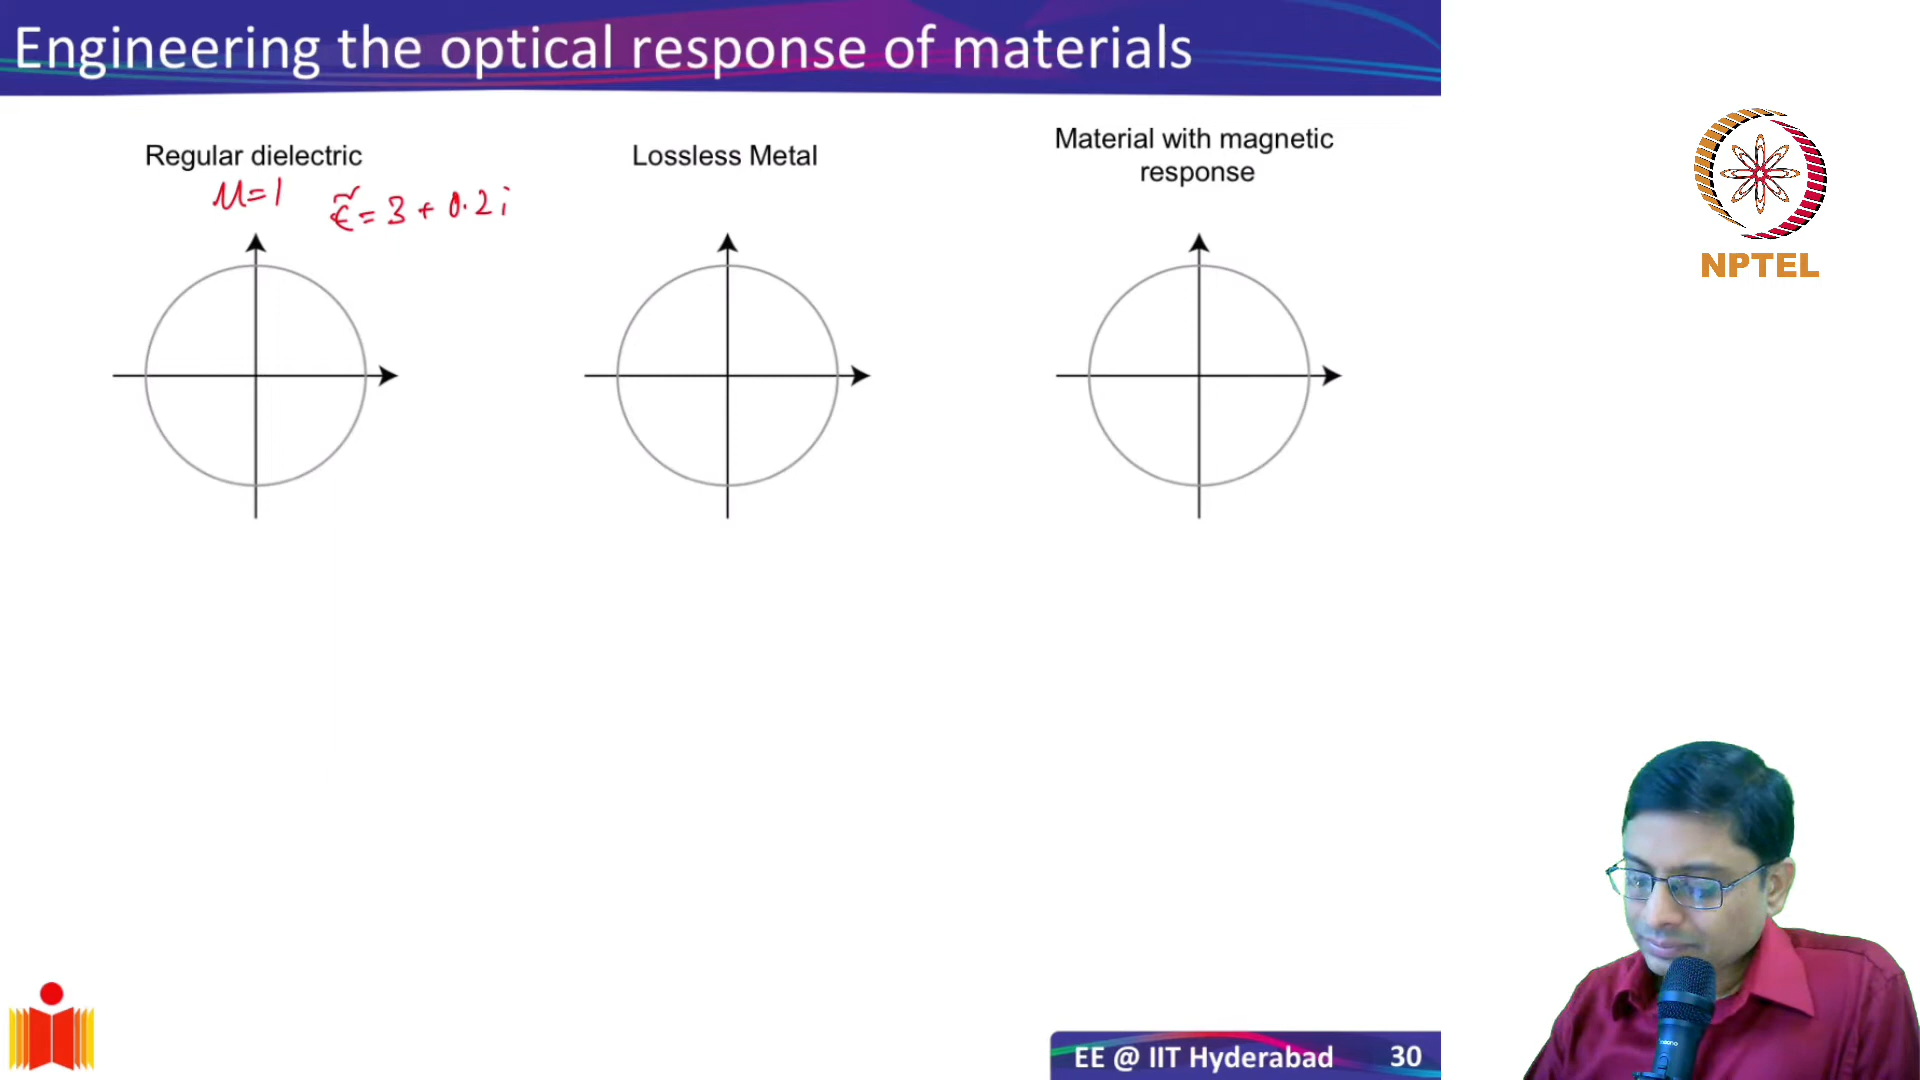 Engineering the optical response of materials
Regular dielectric
μ=1
ε̃ = 3 + 0.2i
Lossless Metal
Material with magnetic
response
NPTEL
EE @ IIT Hyderabad
30